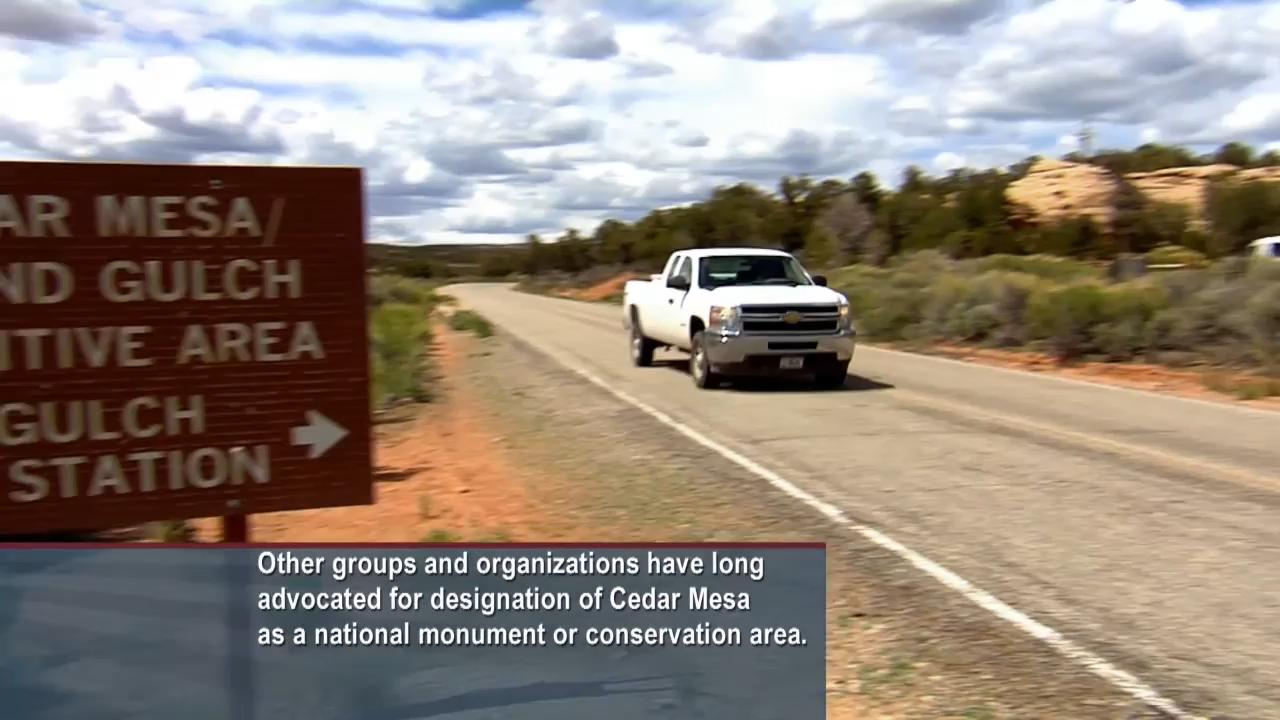 AR MESA/
ND GULCH
ITIVE AREA
GULCH
STATION
Other groups and organizations have long
advocated for designation of Cedar Mesa
as a national monument or conservation area.